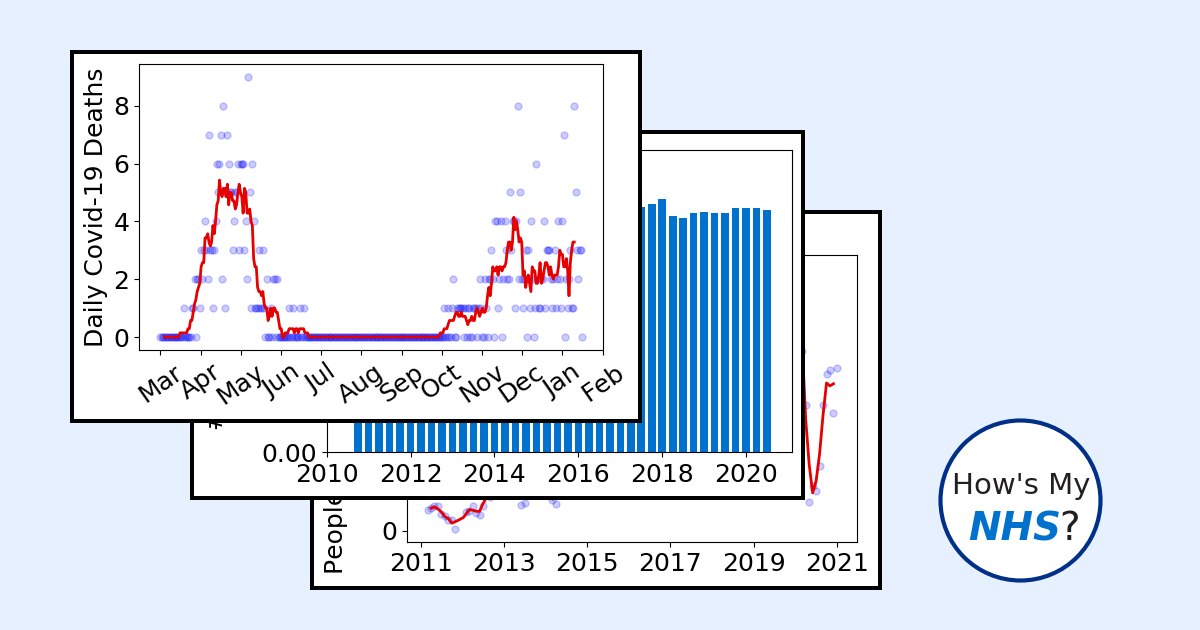 Daily Covid-19 Deaths
8
6
4
2
0
Mar Apr May Jun Jul Aug Sep Oct Nov Dec Jan Feb
0.00
2010 2012 2014 2016 2018 2020
People
0
2011 2013 2015 2017 2019 2021
How's My
NHS?